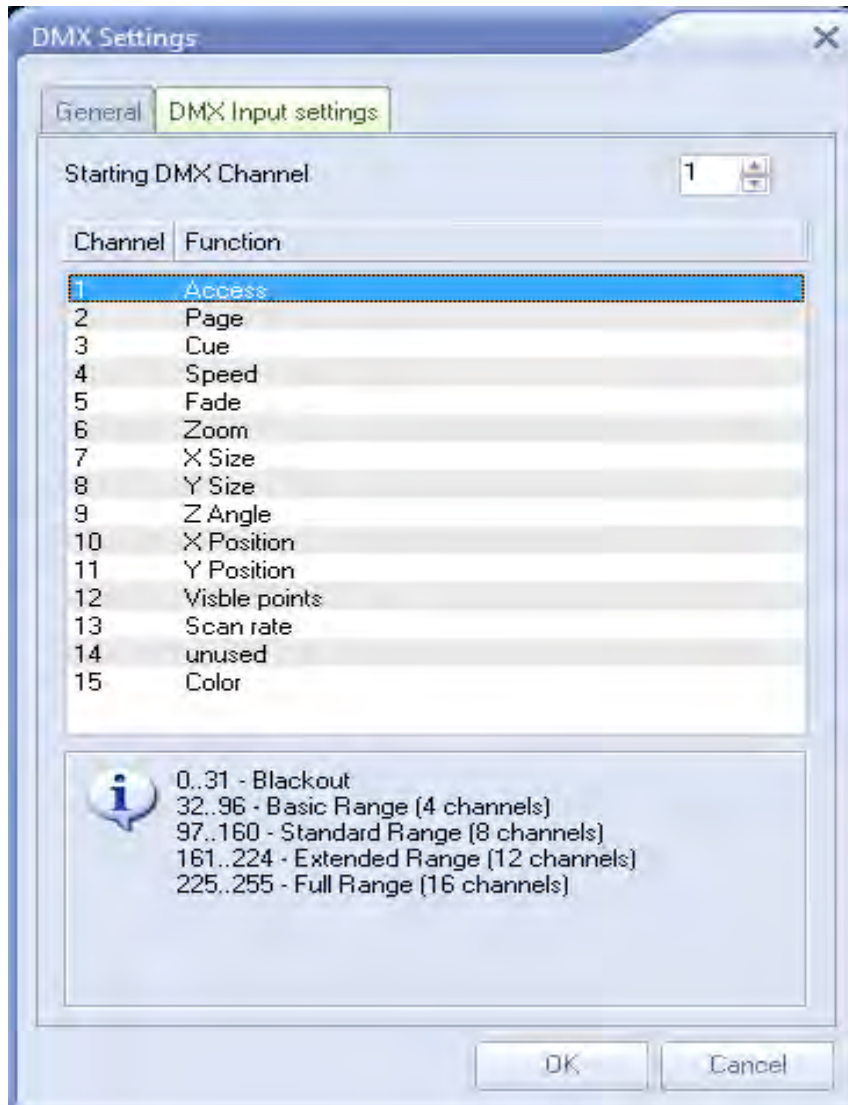 DMX Settings
General DMX Input settings
Starting DMX Channel 1
Channel Function
1 Access
2 Page
3 Cue
4 Speed
5 Fade
6 Zoom
7 X Size
8 Y Size
9 Z Angle
10 X Position
11 Y Position
12 Visble points
13 Scan rate
14 unused
15 Color
0..31 - Blackout
32..96 - Basic Range (4 channels)
97..160 - Standard Range (8 channels)
161..224 - Extended Range (12 channels)
225..255 - Full Range (16 channels)
OK Cancel